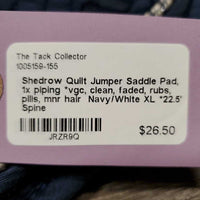 The Tack Collector
1005159-155
Shedrow Quilt Jumper Saddle Pad,
1x piping *vgc, clean, faded, rubs,
pills, mnr hair Navy/White XL *22.5"
Spine
JRZR9Q
$26.50